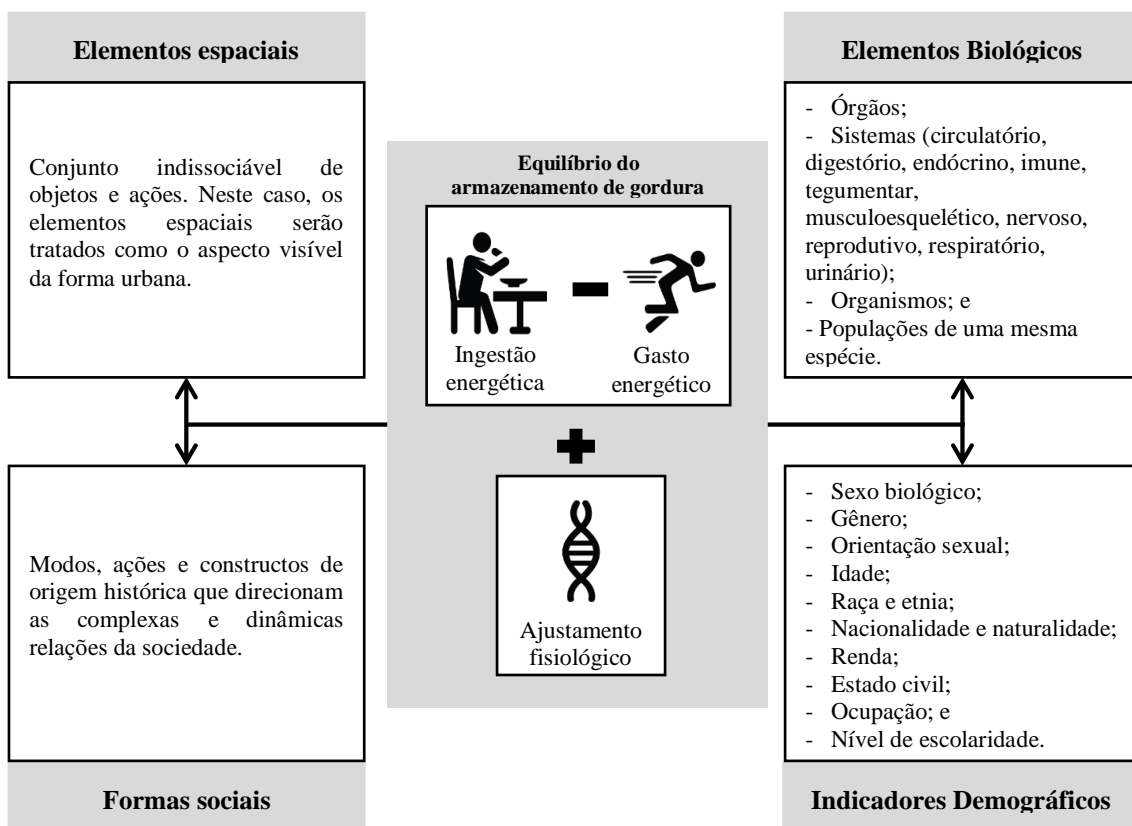 Elementos espaciais
Conjunto indissociável de
objetos e ações. Neste caso, os
elementos espaciais serão
tratados como o aspecto visível
da forma urbana.
Modos, ações e constructos de
origem histórica que direcionam
as complexas e dinâmicas
relações da sociedade.
Formas sociais
Equilíbrio do
armazenamento de gordura
Ingestão
energética
Gasto
energético
Ajustamento
fisiológico
Elementos Biológicos
- Órgãos;
- Sistemas (circulatório,
digestório, endócrino, imune,
tegumentar,
musculoesquelético, nervoso,
reprodutivo, respiratório,
urinário);
- Organismos; e
- Populações de uma mesma
espécie.
- Sexo biológico;
- Gênero;
- Orientação sexual;
- Idade;
- Raça e etnia;
- Nacionalidade e naturalidade;
- Renda;
- Estado civil;
- Ocupação; e
- Nível de escolaridade.
Indicadores Demográficos